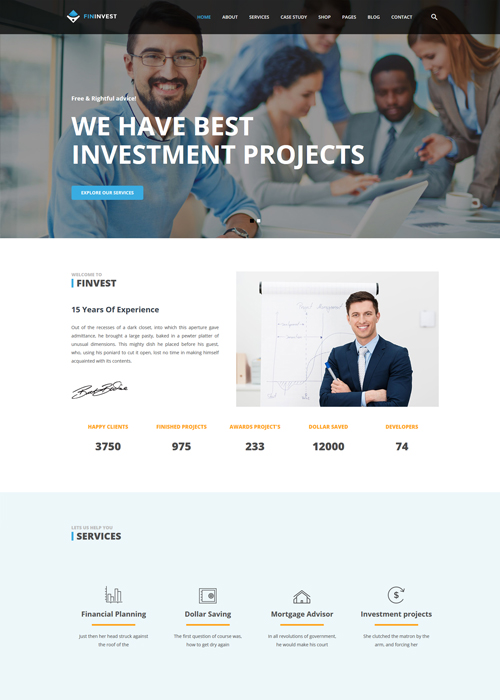 FININVEST
HOME ABOUT SERVICES CASE STUDY SHOP PAGES BLOG CONTACT
Free & Rightful advice!
WE HAVE BEST
INVESTMENT PROJECTS
EXPLORE OUR SERVICES
WELCOME TO
FINVEST
15 Years Of Experience
Out of the recesses of a dark closet, into which this aperture gave
admittance, he brought a large pasty, baked in a pewter platter of
unusual dimensions. This mighty dish he placed before his guest,
who, using his poniard to cut it open, lost no time in making himself
acquainted with its contents.
HAPPY CLIENTS FINISHED PROJECTS AWARDS PROJECT'S DOLLAR SAVED DEVELOPERS
3750 975 233 12000 74
LETS US HELP YOU
SERVICES
Financial Planning Dollar Saving Mortgage Advisor Investment projects
Just then her head struck against The first question of course was, In all revolutions of government, She clutched the matron by the
the roof of the how to get dry again he would make his court arm, and forcing her